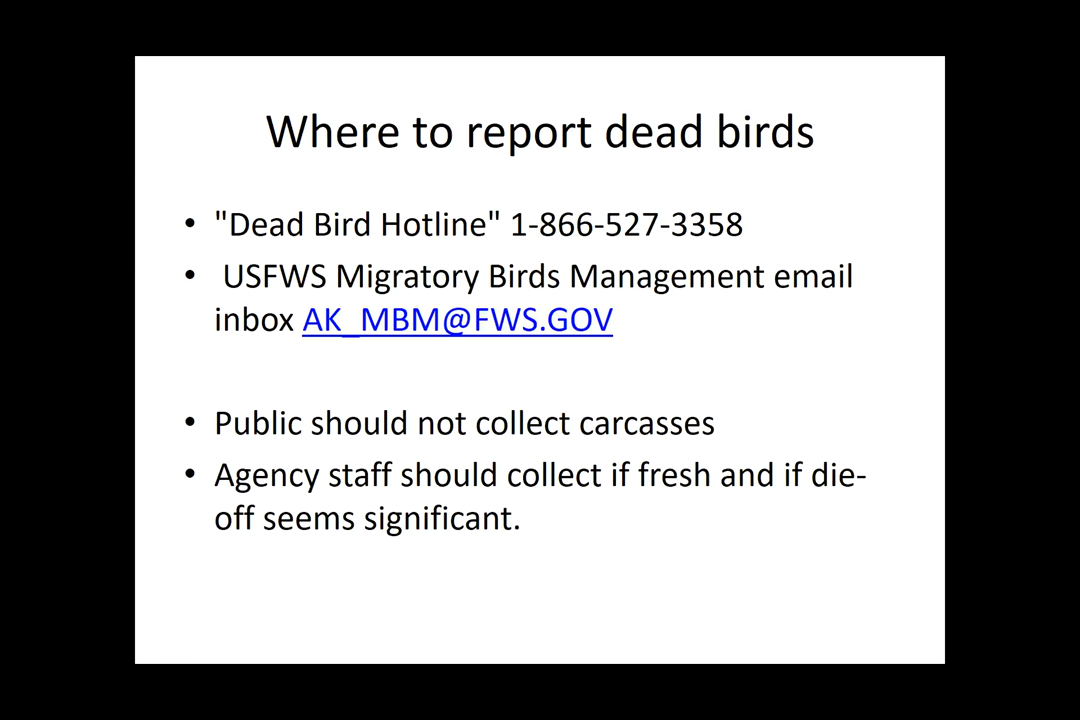 Where to report dead birds
• "Dead Bird Hotline" 1-866-527-3358
• USFWS Migratory Birds Management email
inbox AK_MBM@FWS.GOV
• Public should not collect carcasses
• Agency staff should collect if fresh and if die-
off seems significant.